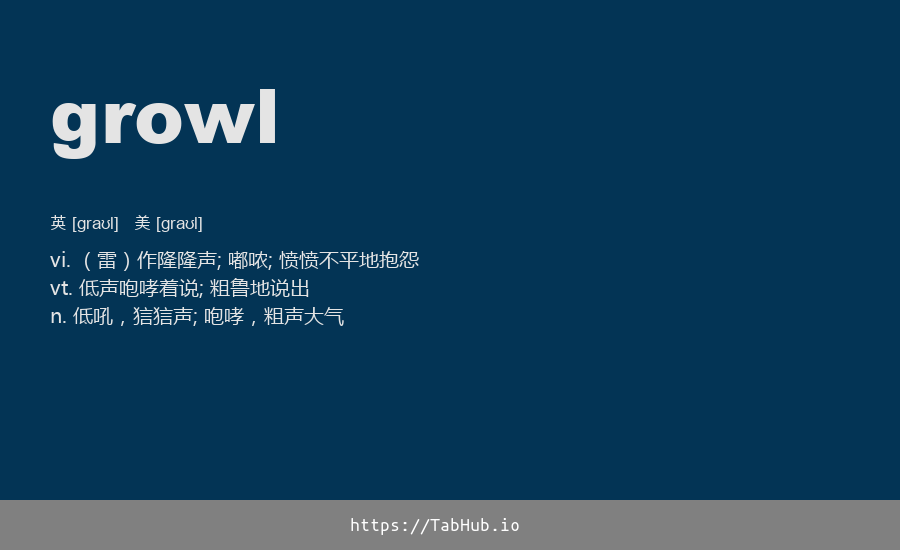 growl
英 [graʊl] 美 [graʊl]
vi. （雷）作隆隆声; 嘟哝; 愤愤不平地抱怨
vt. 低声咆哮着说; 粗鲁地说出
n. 低吼，狺狺声; 咆哮，粗声大气
https://TabHub.io